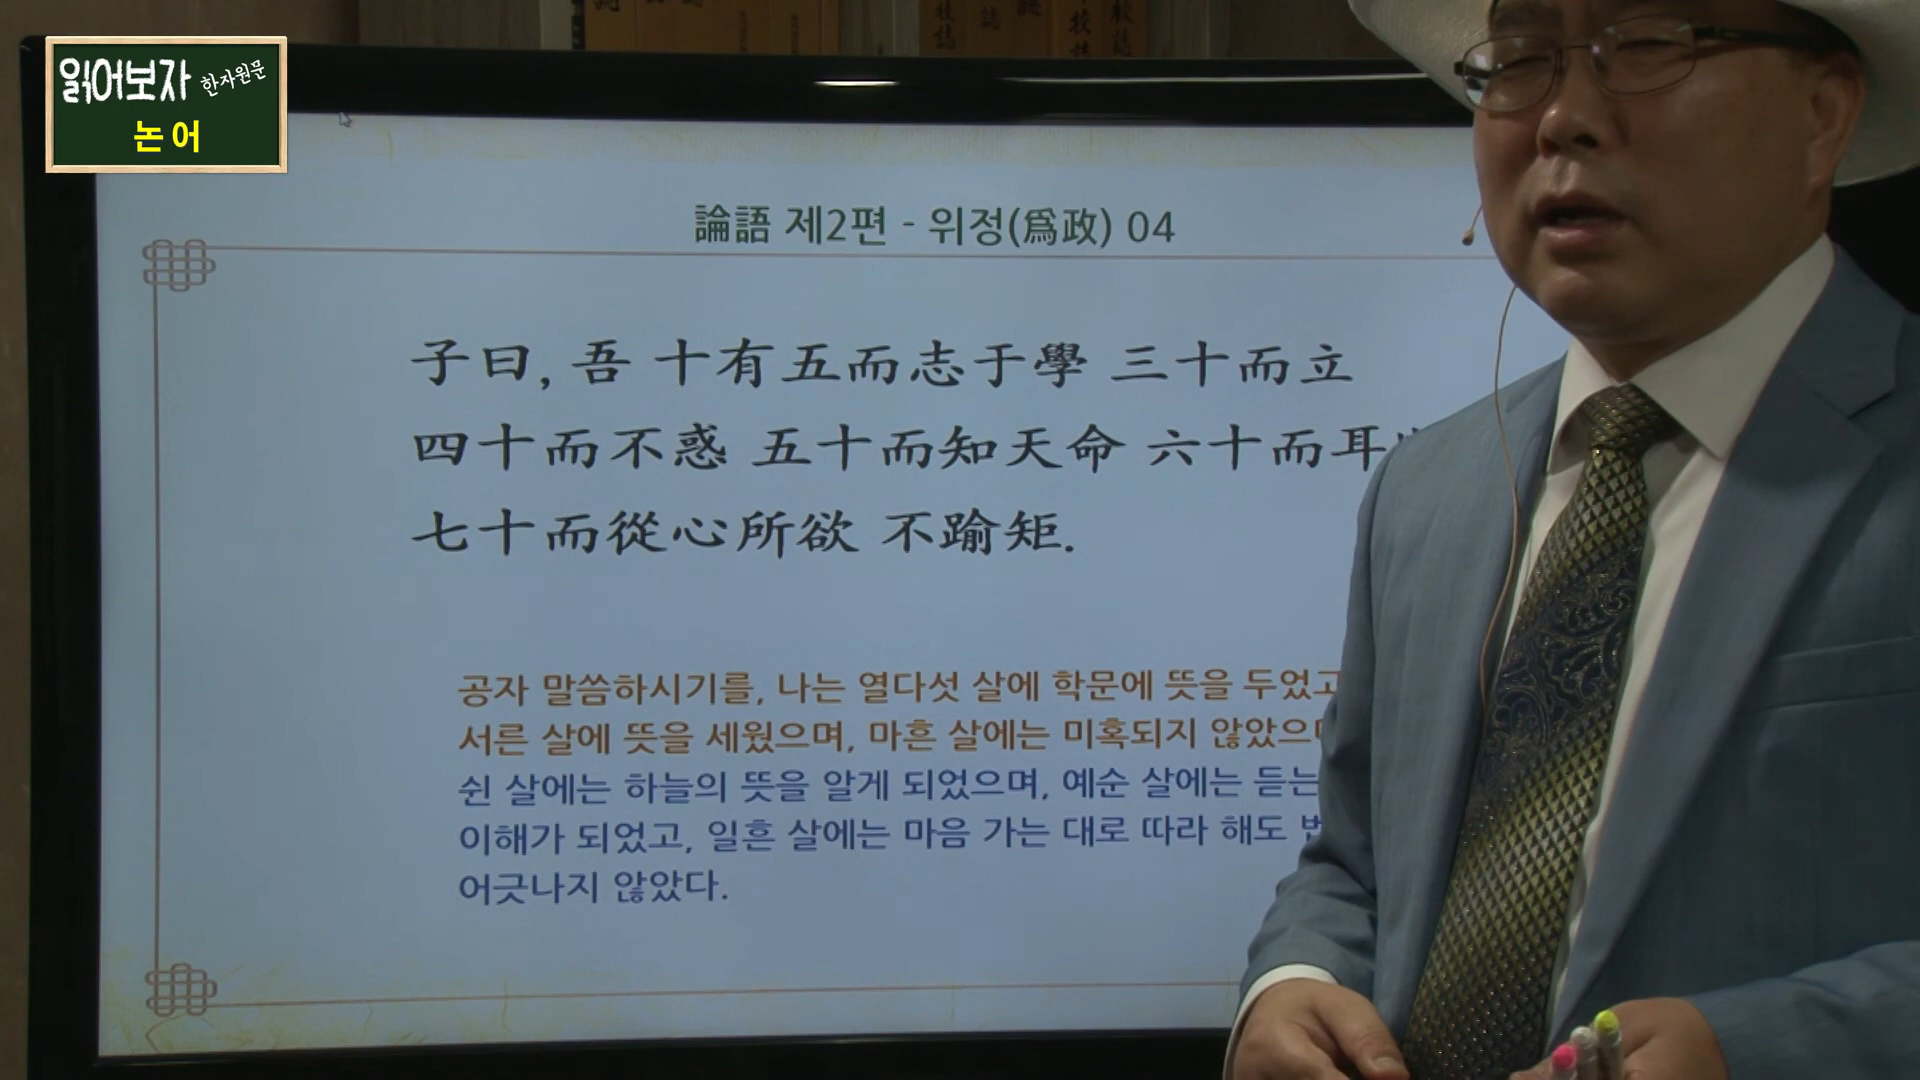 읽어보자 한자원문
논어
論語 제2편 - 위정(爲政) 04
子曰, 吾 十有五而志于學 三十而立
四十而不惑 五十而知天命 六十而耳
七十而從心所欲 不踰矩.
공자 말씀하시기를, 나는 열다섯 살에 학문에 뜻을 두었고
서른 살에 뜻을 세웠으며, 마흔 살에는 미혹되지 않았으며
쉰 살에는 하늘의 뜻을 알게 되었으며, 예순 살에는 듣는
이해가 되었고, 일흔 살에는 마음 가는 대로 따라 해도
어긋나지 않았다.